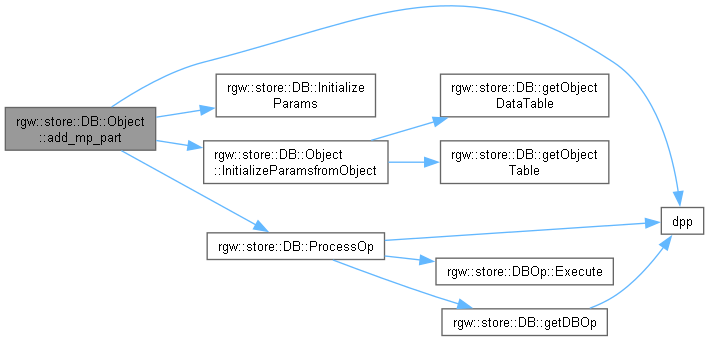 rgw::store::DB::Object
::add_mp_part
rgw::store::DB::Initialize
Params
rgw::store::DB::Object
::InitializeParamsfromObject
rgw::store::DB::ProcessOp
rgw::store::DB::getObject
DataTable
rgw::store::DB::getObject
Table
dpp
rgw::store::DBOp::Execute
rgw::store::DB::getDBOp